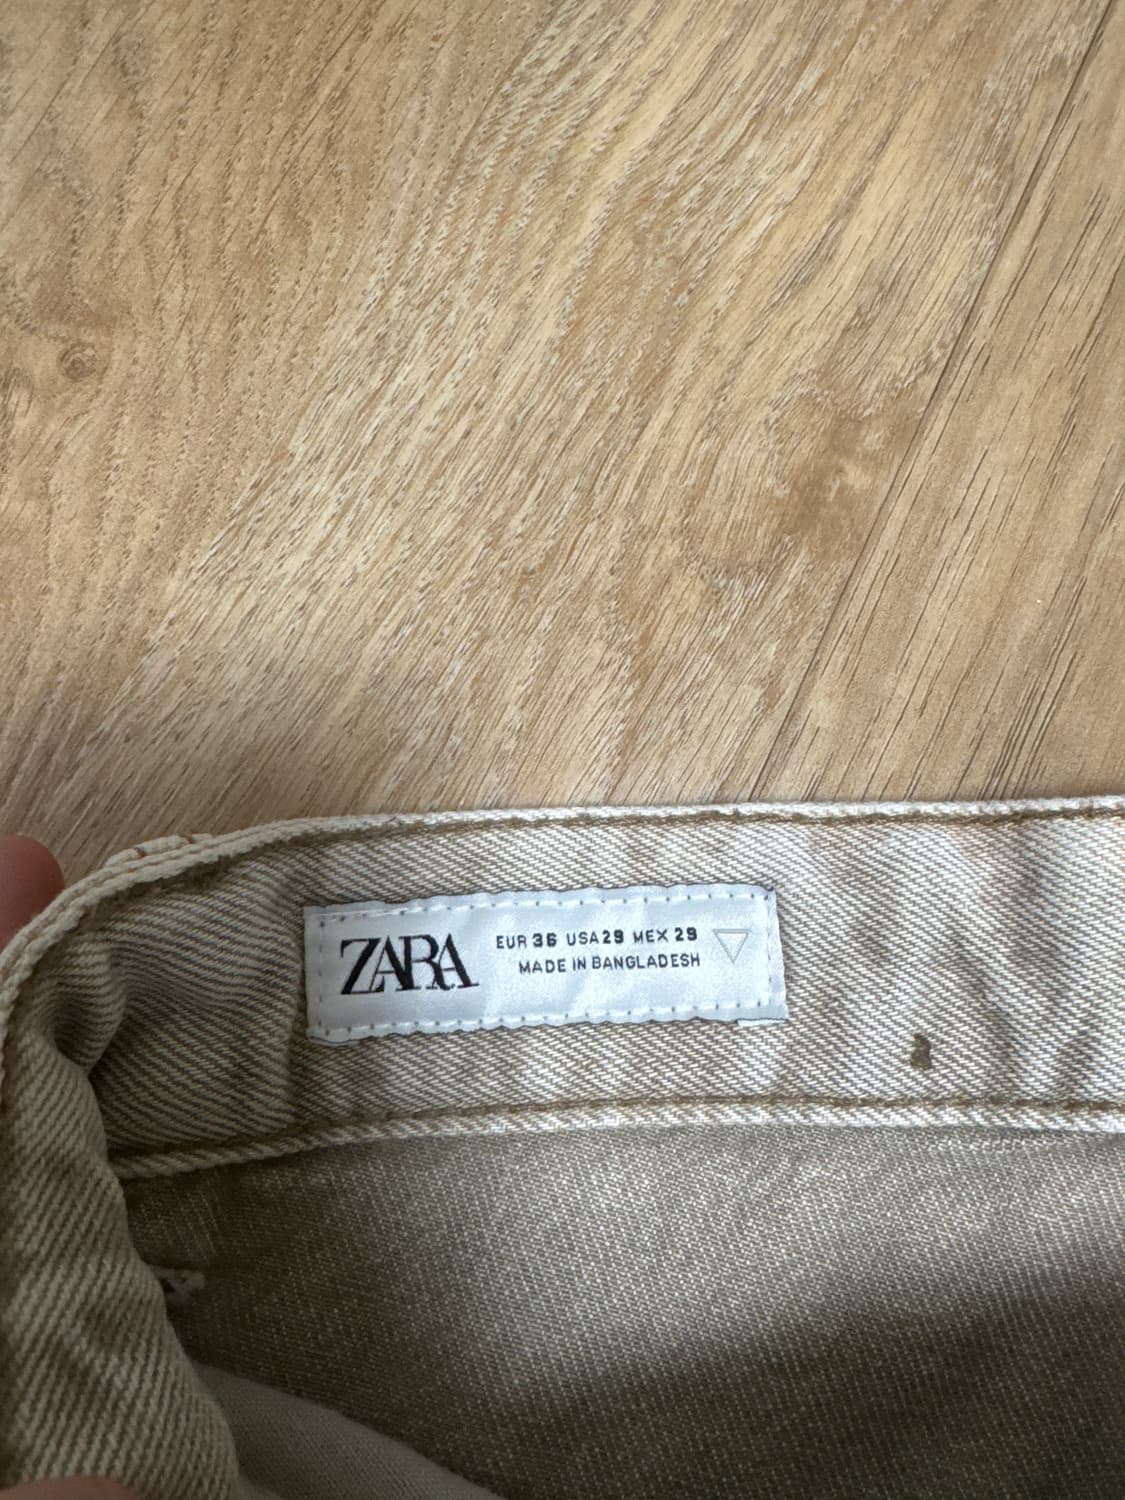 ZARA
EUR 36 USA 29 MEX 29
MADE IN BANGLADESH